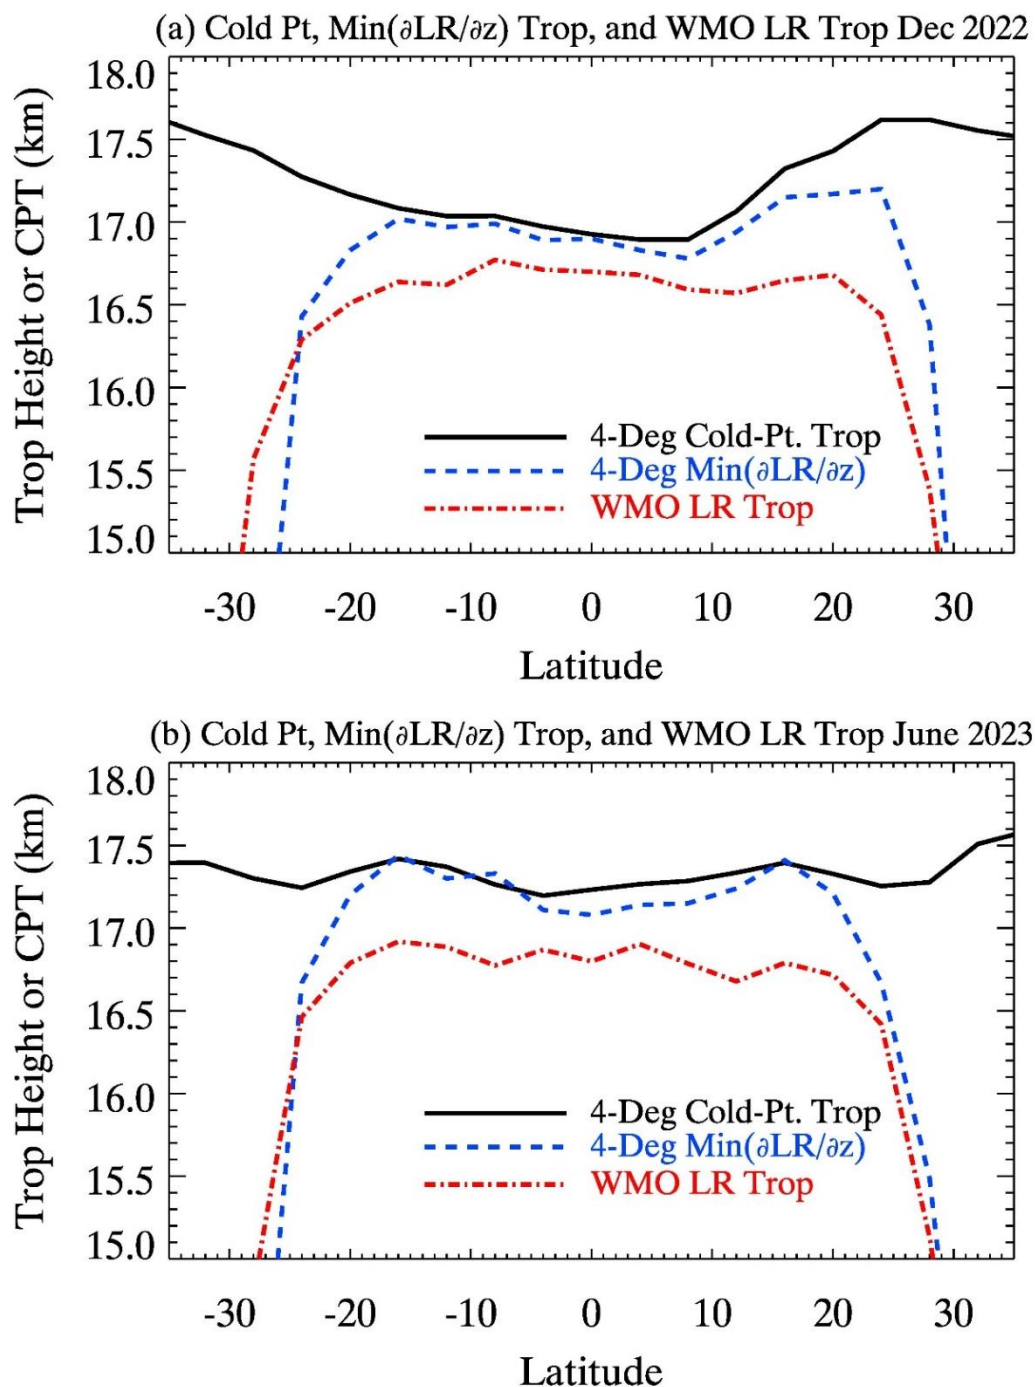 (a) Cold Pt, Min(∂LR/∂z) Trop, and WMO LR Trop Dec 2022
18.0
17.5
17.0
16.5
16.0
15.5
15.0
Trop Height or CPT (km)
4-Deg Cold-Pt. Trop
4-Deg Min(∂LR/∂z)
WMO LR Trop
-30 -20 -10 0 10 20 30
Latitude
(b) Cold Pt, Min(∂LR/∂z) Trop, and WMO LR Trop June 2023
18.0
17.5
17.0
16.5
16.0
15.5
15.0
Trop Height or CPT (km)
4-Deg Cold-Pt. Trop
4-Deg Min(∂LR/∂z)
WMO LR Trop
-30 -20 -10 0 10 20 30
Latitude